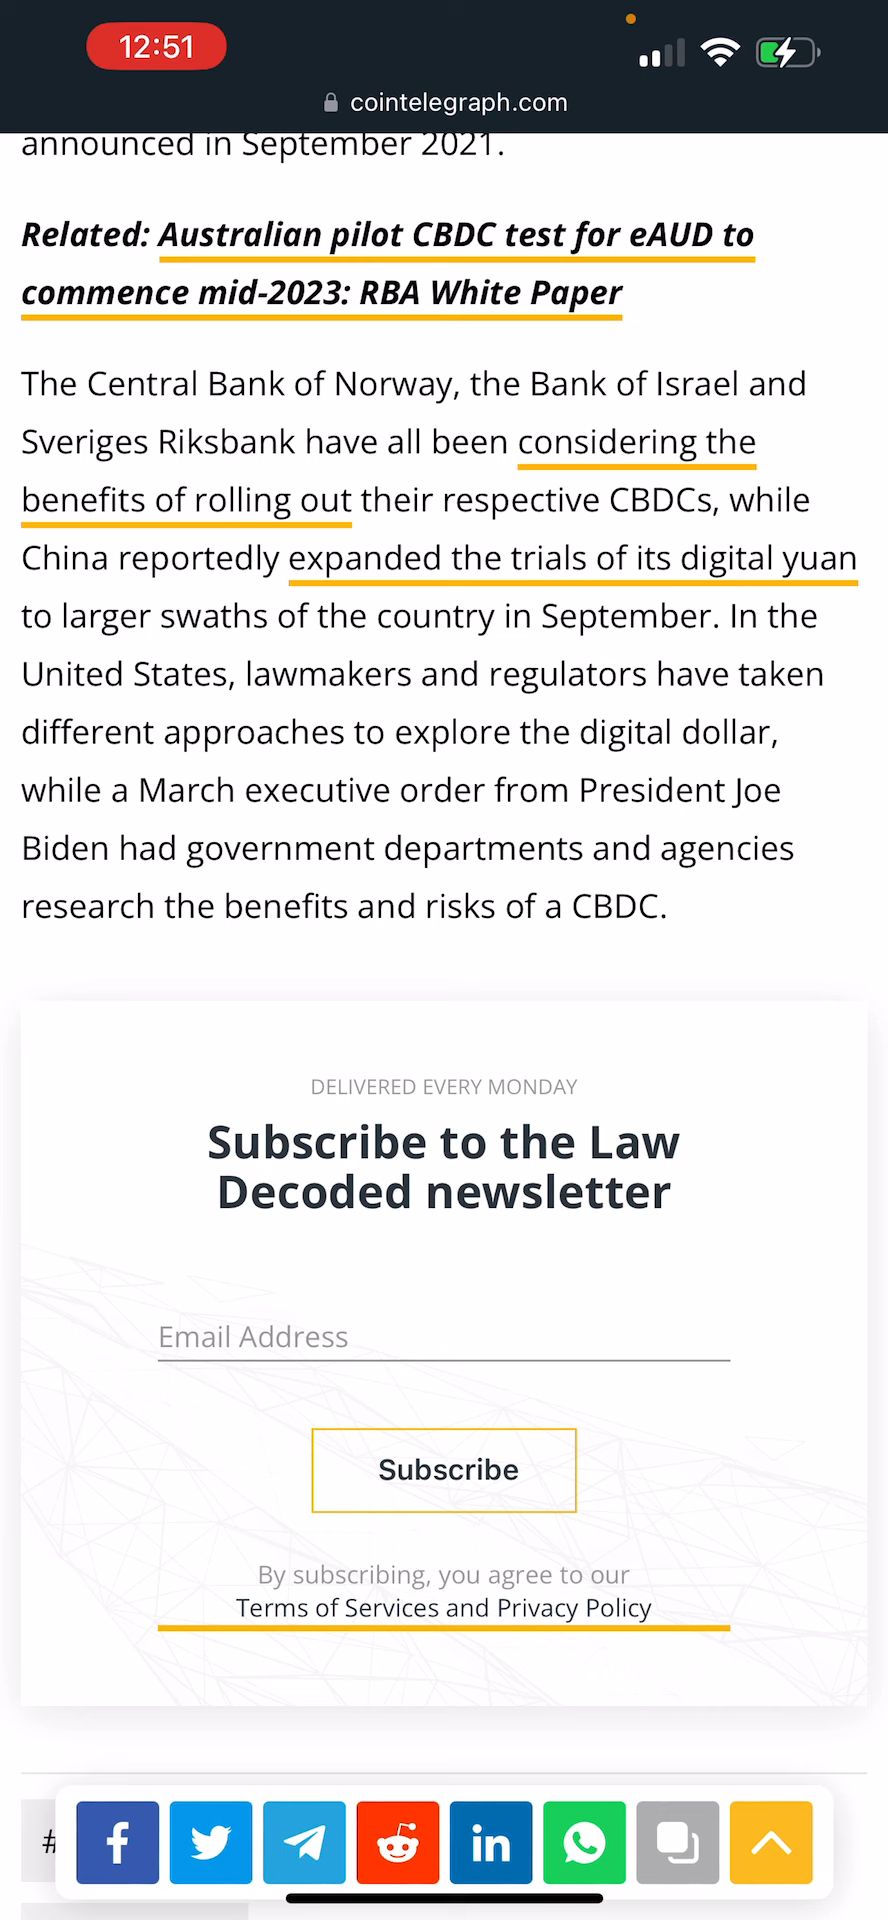 12:51
cointelegraph.com
announced in September 2021.
Related: Australian pilot CBDC test for eAUD to
commence mid-2023: RBA White Paper
The Central Bank of Norway, the Bank of Israel and
Sveriges Riksbank have all been considering the
benefits of rolling out their respective CBDCs, while
China reportedly expanded the trials of its digital yuan
to larger swaths of the country in September. In the
United States, lawmakers and regulators have taken
different approaches to explore the digital dollar,
while a March executive order from President Joe
Biden had government departments and agencies
research the benefits and risks of a CBDC.
DELIVERED EVERY MONDAY
Subscribe to the Law
Decoded newsletter
Email Address
Subscribe
By subscribing, you agree to our
Terms of Services and Privacy Policy
#